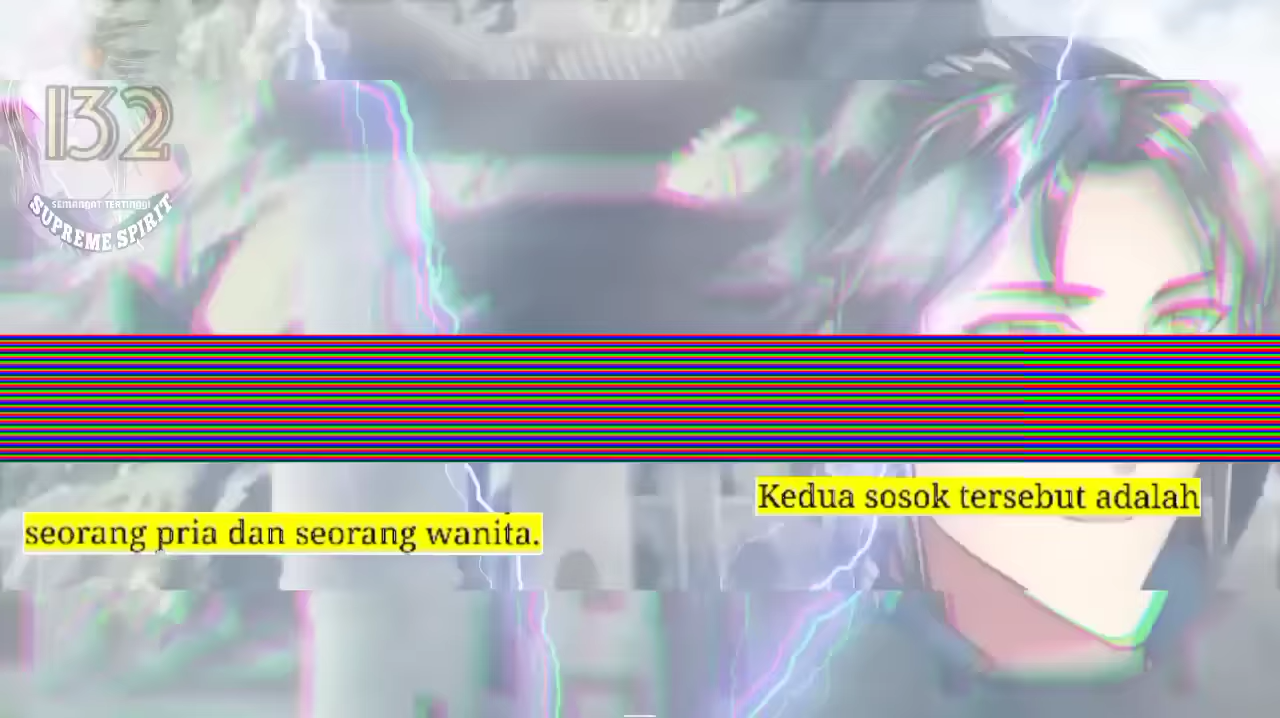 132
SEMANGAT TERTINGGI
SUPREME SPIRIT
Kedua sosok tersebut adalah
seorang pria dan seorang wanita.